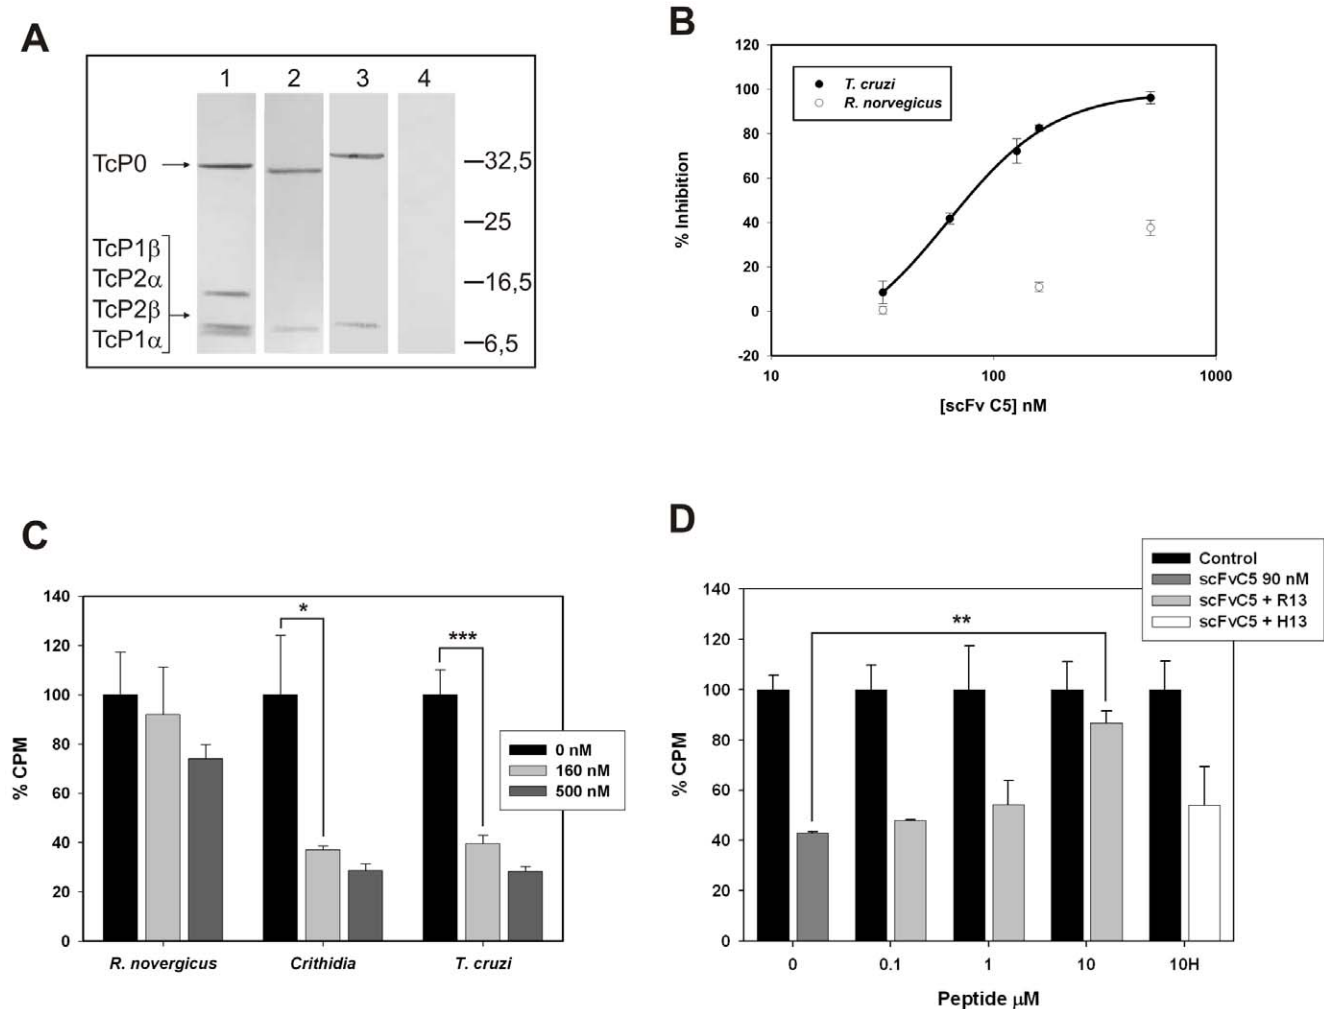 A
1 2 3 4
TcP0
TcP1β
TcP2α
TcP2β
TcP1α
32,5
25
16,5
6,5
B
120
100
80
60
40
20
0
-20
% Inhibition
T. cruzi
R. norvegicus
10 100 1000
[scFv C5] nM
C
140
120
100
80
60
40
20
0
% CPM
*
***
0 nM
160 nM
500 nM
R. novergicus Crithidia T. cruzi
D
Control
scFvC5 90 nM
scFvC5 + R13
scFvC5 + H13
140
120
100
80
60
40
20
0
% CPM
**
0 0.1 1 10 10H
Peptide μM